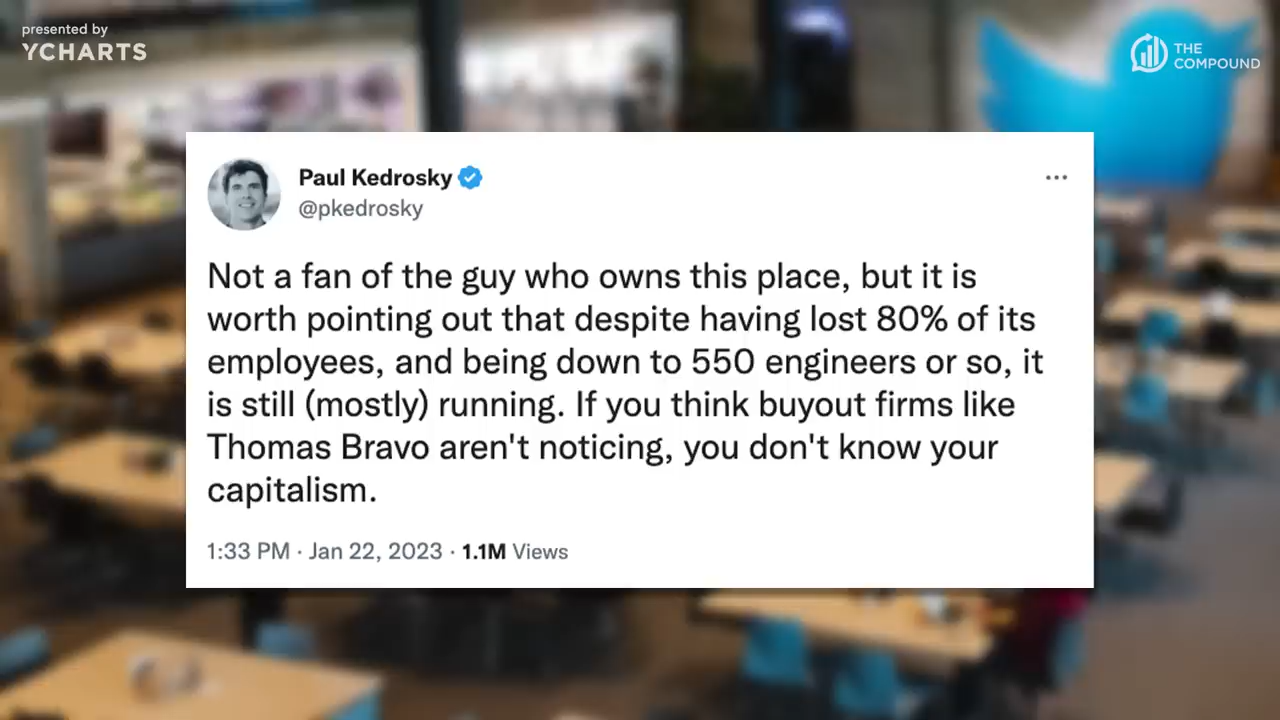 presented by
YCHARTS
THE
COMPOUND
Paul Kedrosky
@pkedrosky
Not a fan of the guy who owns this place, but it is
worth pointing out that despite having lost 80% of its
employees, and being down to 550 engineers or so, it
is still (mostly) running. If you think buyout firms like
Thomas Bravo aren't noticing, you don't know your
capitalism.
1:33 PM · Jan 22, 2023 · 1.1M Views